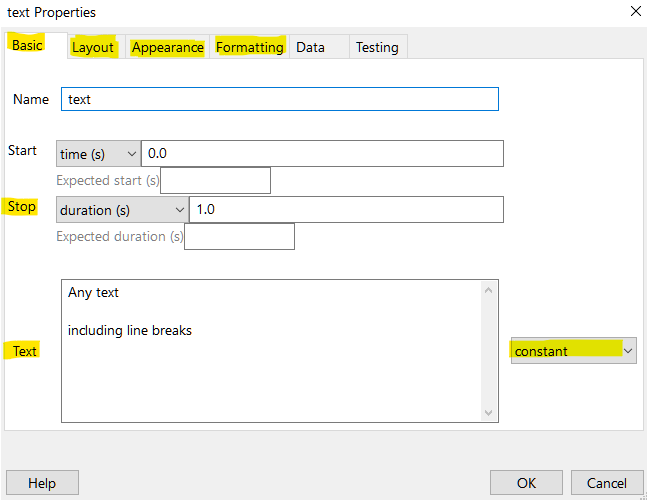 text Properties
Basic Layout Appearance Formatting Data Testing
Name text
Start time (s) 0.0
Expected start (s)
Stop duration (s) 1.0
Expected duration (s)
Any text
including line breaks
Text constant
Help OK Cancel